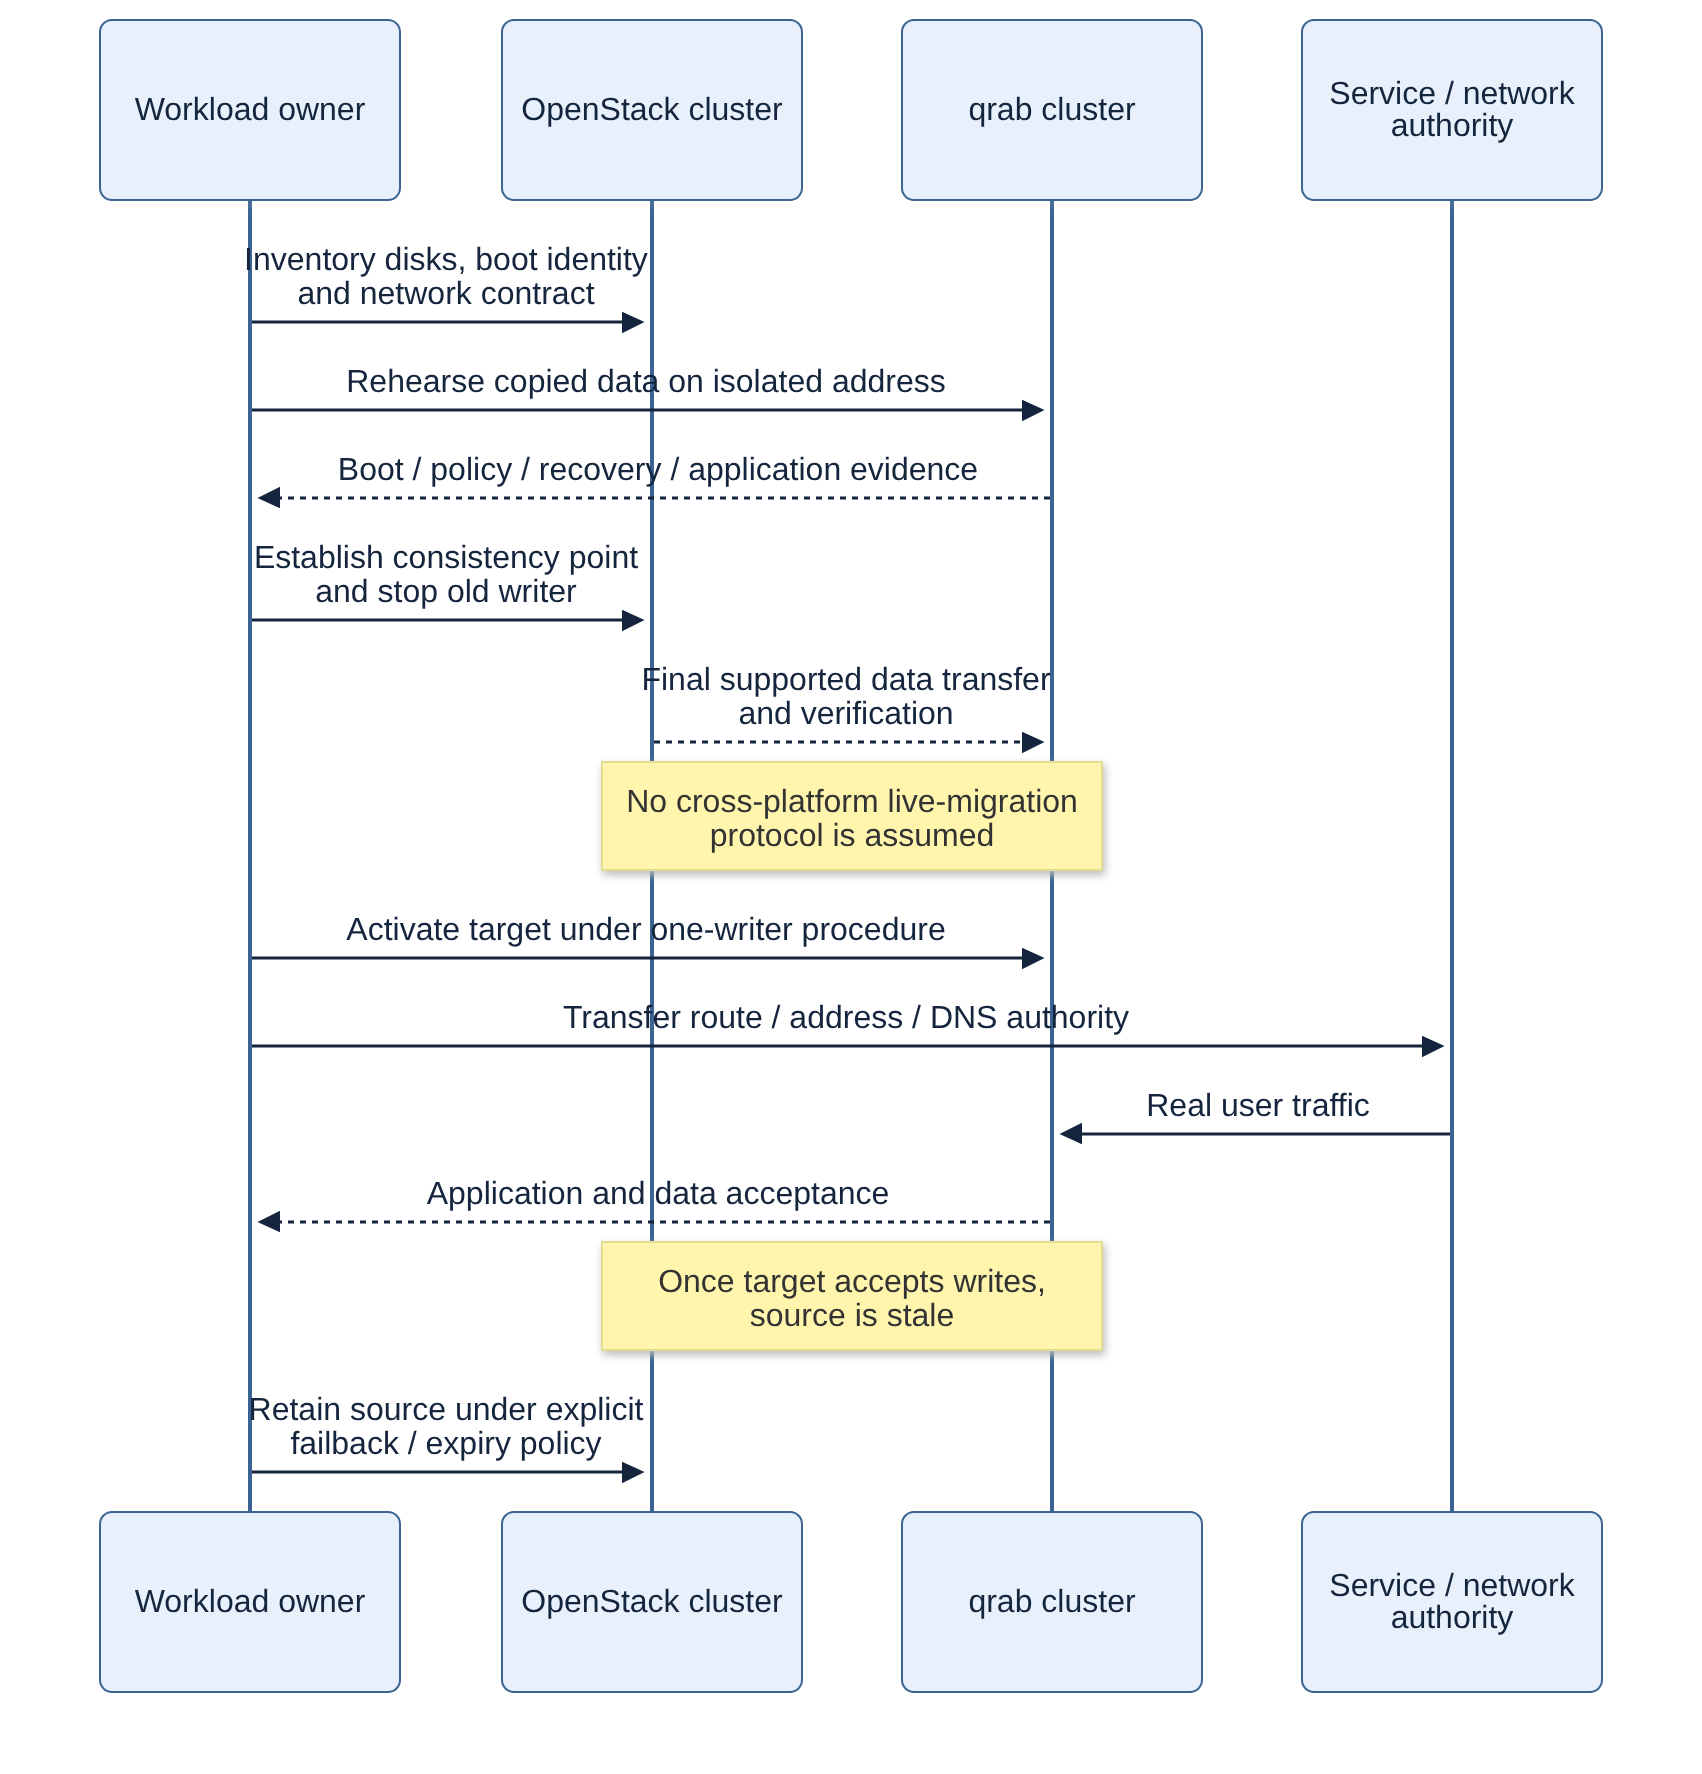 Workload owner
OpenStack cluster
qrab cluster
Service / network
authority
Inventory disks, boot identity
and network contract
Rehearse copied data on isolated address
Boot / policy / recovery / application evidence
Establish consistency point
and stop old writer
Final supported data transfer
and verification
No cross-platform live-migration
protocol is assumed
Activate target under one-writer procedure
Transfer route / address / DNS authority
Real user traffic
Application and data acceptance
Once target accepts writes,
source is stale
Retain source under explicit
failback / expiry policy
Workload owner
OpenStack cluster
qrab cluster
Service / network
authority